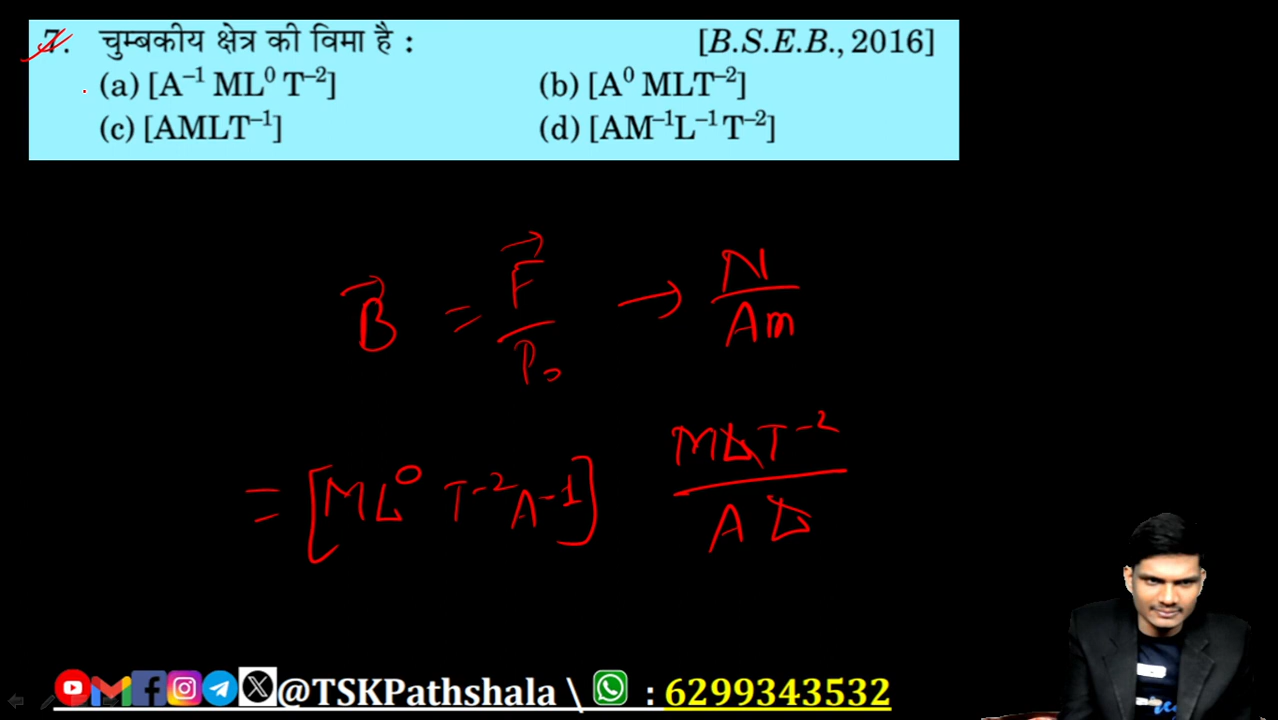 7. चुम्बकीय क्षेत्र की विमा है : [B.S.E.B., 2016]
(a) [A⁻¹ ML⁰ T⁻²] (b) [A⁰ MLT⁻²]
(c) [AMLT⁻¹] (d) [AM⁻¹L⁻¹T⁻²]
B⃗ = F⃗/P₀ → N/Am
= [ML⁰ T⁻² A⁻¹] MLT⁻²/AL
@TSKPathshala \ : 6299343532